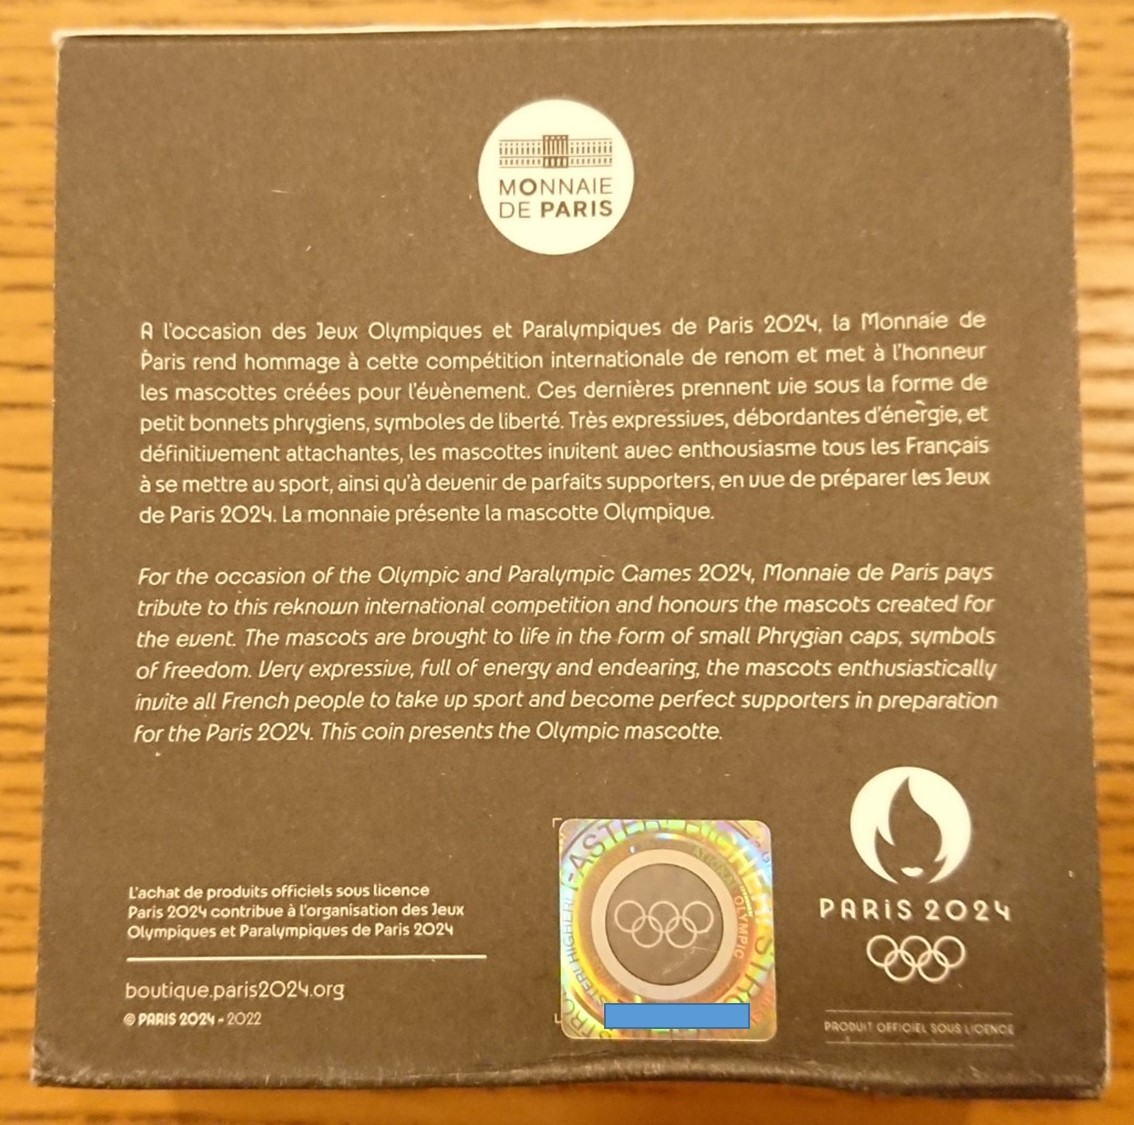 MONNAIE
DE PARIS
A l'occasion des Jeux Olympiques et Paralympiques de Paris 2024, la Monnaie de
Paris rend hommage à cette compétition internationale de renom et met à l'honneur
les mascottes créées pour l'évènement. Ces dernières prennent vie sous la forme de
petit bonnets phrygiens, symboles de liberté. Très expressives, débordantes d'énergie, et
définitivement attachantes, les mascottes invitent avec enthousiasme tous les Français
à se mettre au sport, ainsi qu'à devenir de parfaits supporters, en vue de préparer les Jeux
de Paris 2024. La monnaie présente la mascotte Olympique.
For the occasion of the Olympic and Paralympic Games 2024, Monnaie de Paris pays
tribute to this reknown international competition and honours the mascots created for
the event. The mascots are brought to life in the form of small Phrygian caps, symbols
of freedom. Very expressive, full of energy and endearing, the mascots enthusiastically
invite all French people to take up sport and become perfect supporters in preparation
for the Paris 2024. This coin presents the Olympic mascotte.
L'achat de produits officiels sous licence
Paris 2024 contribue à l'organisation des Jeux
Olympiques et Paralympiques de Paris 2024
boutique.paris2024.org
© PARIS 2024 - 2022
FASTER! HIGHER! STRO
OLYMPIC
PARIS 2024
PRODUIT OFFICIEL SOUS LICENCE